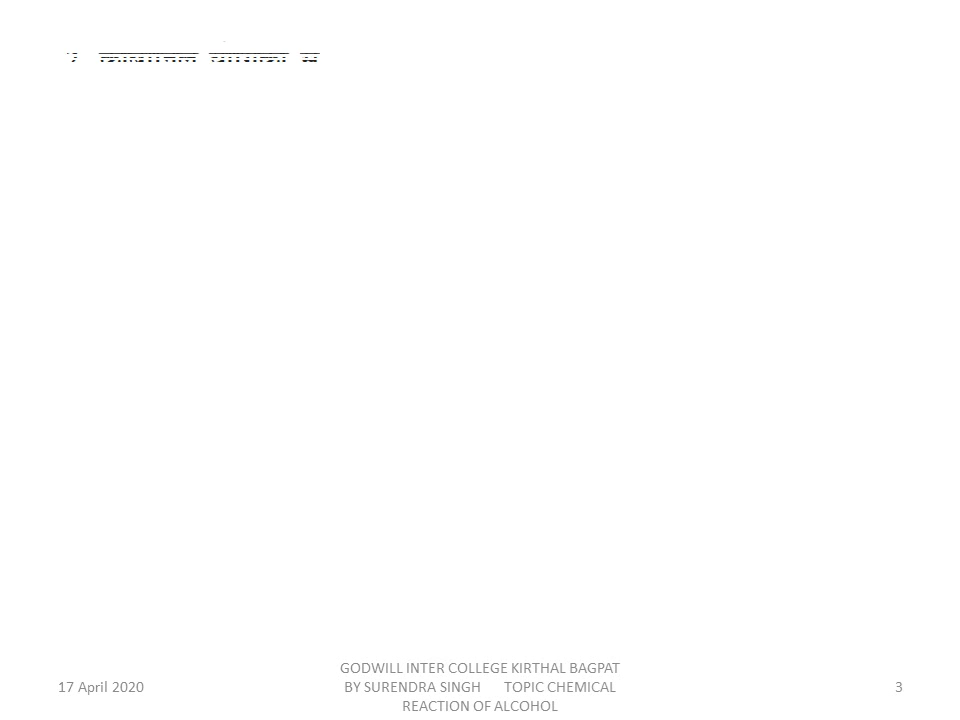 17 April 2020
GODWILL INTER COLLEGE KIRTHAL BAGPAT
BY SURENDRA SINGH TOPIC CHEMICAL
REACTION OF ALCOHOL
3